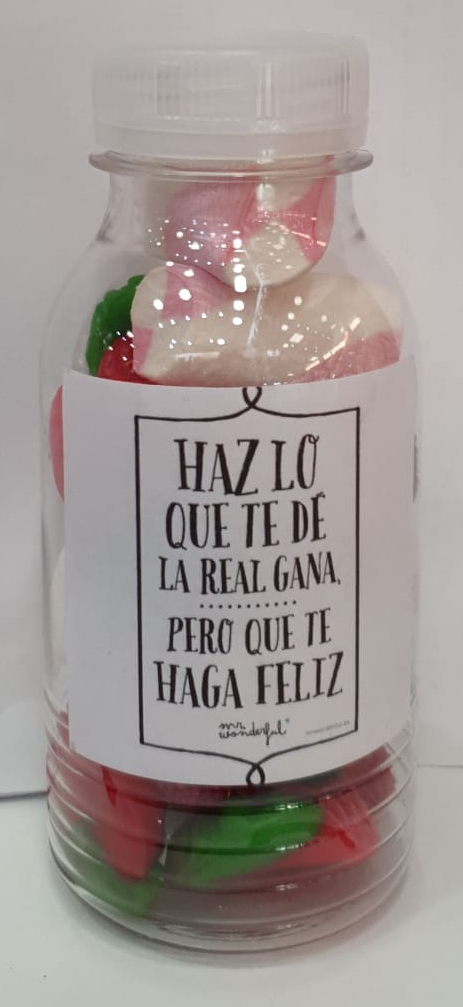 HAZ LO
QUE TE DÉ
LA REAL GANA,
PERO QUE TE
HAGA FELIZ
mr.
wonderful®